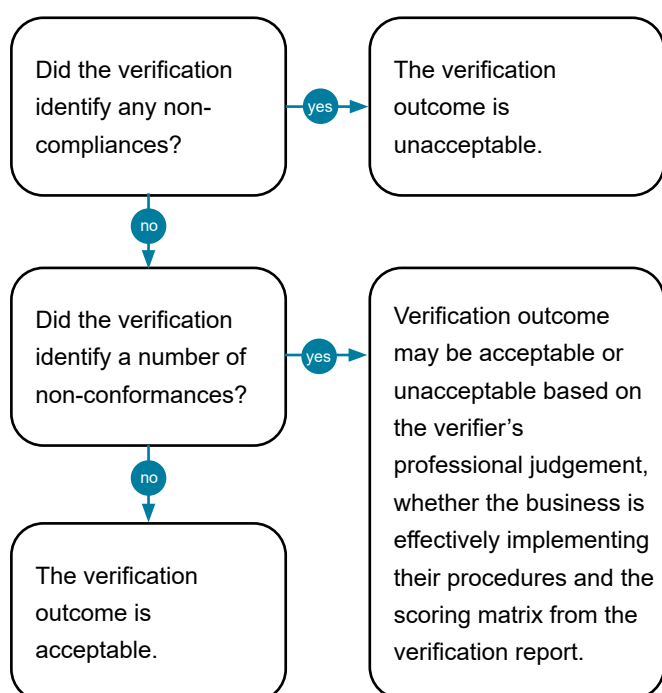 Did the verification
identify any non-
compliances?
yes
The verification
outcome is
unacceptable.
no
Did the verification
identify a number of
non-conformances?
yes
Verification outcome
may be acceptable or
unacceptable based on
the verifier’s
professional judgement,
whether the business is
effectively implementing
their procedures and the
scoring matrix from the
verification report.
no
The verification
outcome is
acceptable.